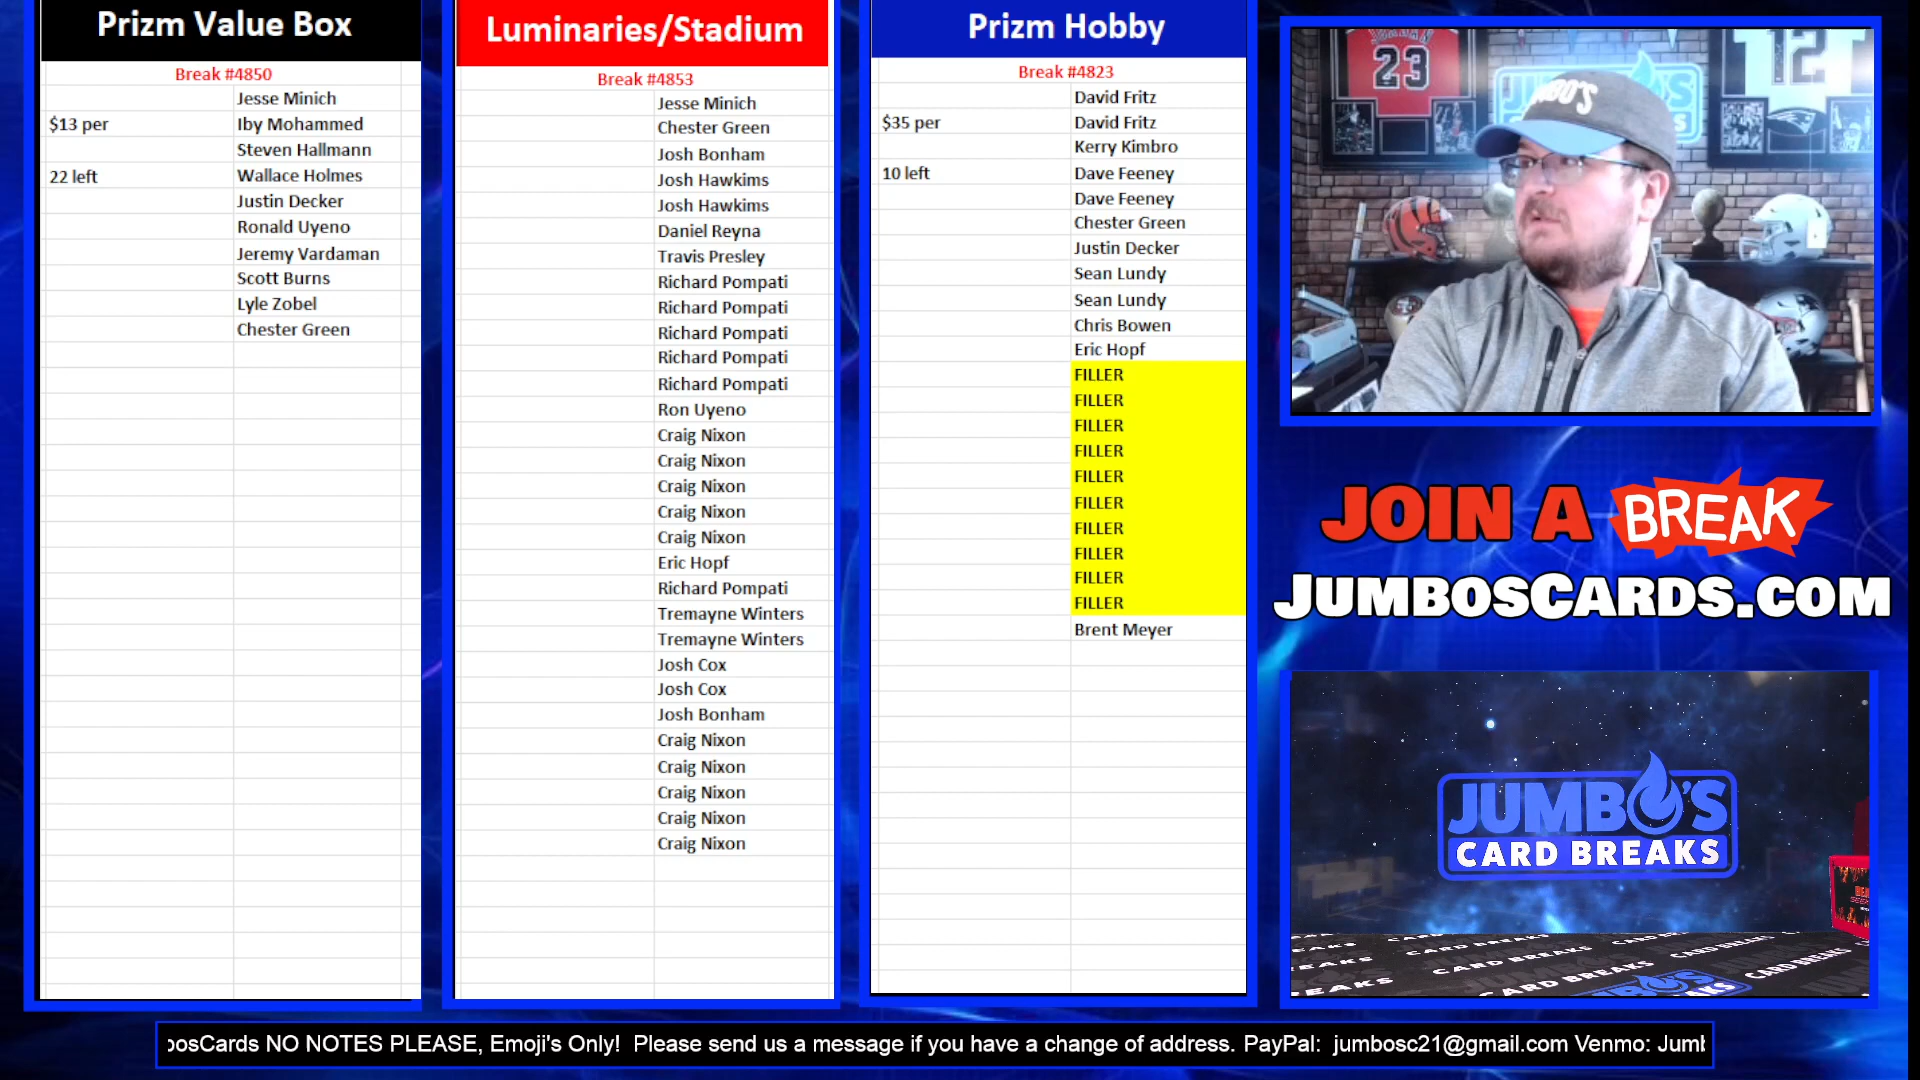 Prizm Value Box
Break #4850
Jesse Minich
$13 per Iby Mohammed
Steven Hallmann
22 left Wallace Holmes
Justin Decker
Ronald Uyeno
Jeremy Vardaman
Scott Burns
Lyle Zobel
Chester Green
Luminaries/Stadium
Break #4853
Jesse Minich
Chester Green
Josh Bonham
Josh Hawkims
Josh Hawkims
Daniel Reyna
Travis Presley
Richard Pompati
Richard Pompati
Richard Pompati
Richard Pompati
Richard Pompati
Ron Uyeno
Craig Nixon
Craig Nixon
Craig Nixon
Craig Nixon
Craig Nixon
Eric Hopf
Richard Pompati
Tremayne Winters
Tremayne Winters
Josh Cox
Josh Cox
Josh Bonham
Craig Nixon
Craig Nixon
Craig Nixon
Craig Nixon
Craig Nixon
Prizm Hobby
Break #4823
David Fritz
$35 per David Fritz
Kerry Kimbro
10 left Dave Feeney
Dave Feeney
Chester Green
Justin Decker
Sean Lundy
Sean Lundy
Chris Bowen
Eric Hopf
FILLER
FILLER
FILLER
FILLER
FILLER
FILLER
FILLER
FILLER
FILLER
FILLER
Brent Meyer
23
12
JOIN A BREAK
JUMBOSCARDS.COM
JUMBO'S
CARD BREAKS
CARD BREAKS
CARD BREAKS
CARD BREAKS
osCards NO NOTES PLEASE, Emoji's Only! Please send us a message if you have a change of address. PayPal: jumbosc21@gmail.com Venmo: Jumb